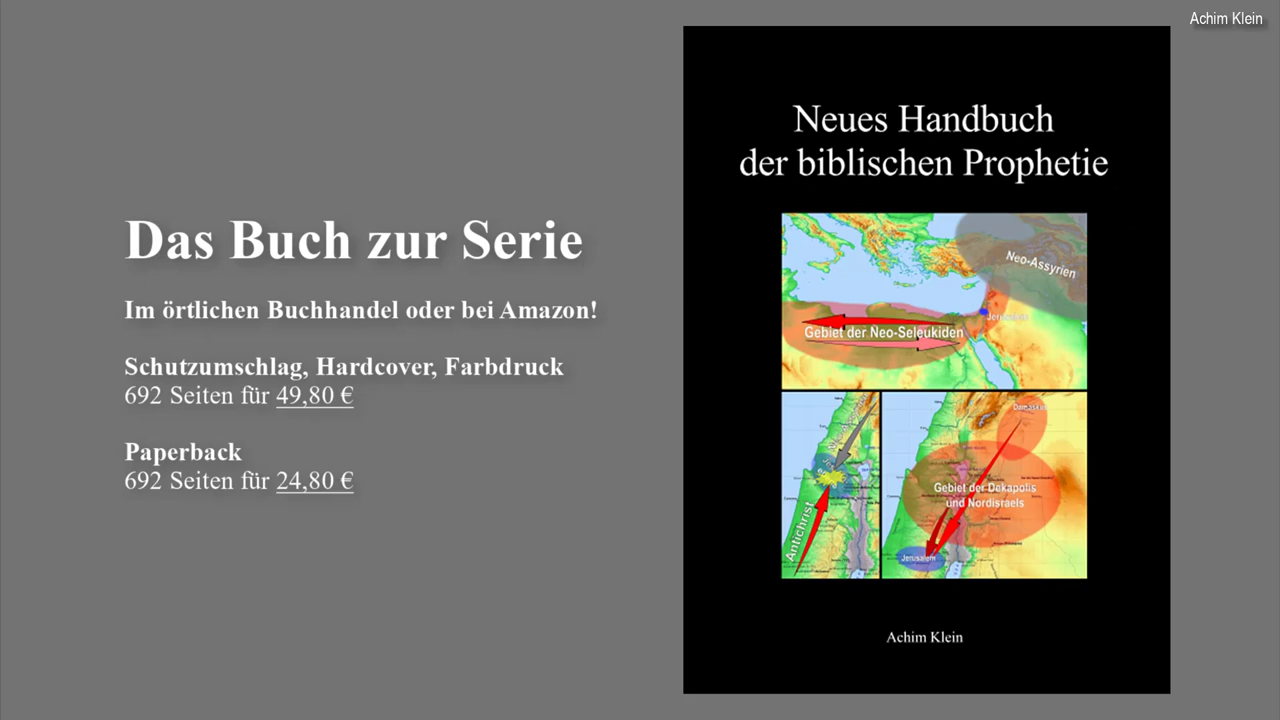 Achim Klein
Das Buch zur Serie
Im örtlichen Buchhandel oder bei Amazon!
Schutzumschlag, Hardcover, Farbdruck
692 Seiten für 49,80 €
Paperback
692 Seiten für 24,80 €
Neues Handbuch
der biblischen Prophetie
Neo-Assyrien
Jerusalem
Gebiet der Neo-Seleukiden
Antichrist
Damaskus
Gebiet der Dekapolis
und Nordisraels
Jerusalem
Achim Klein